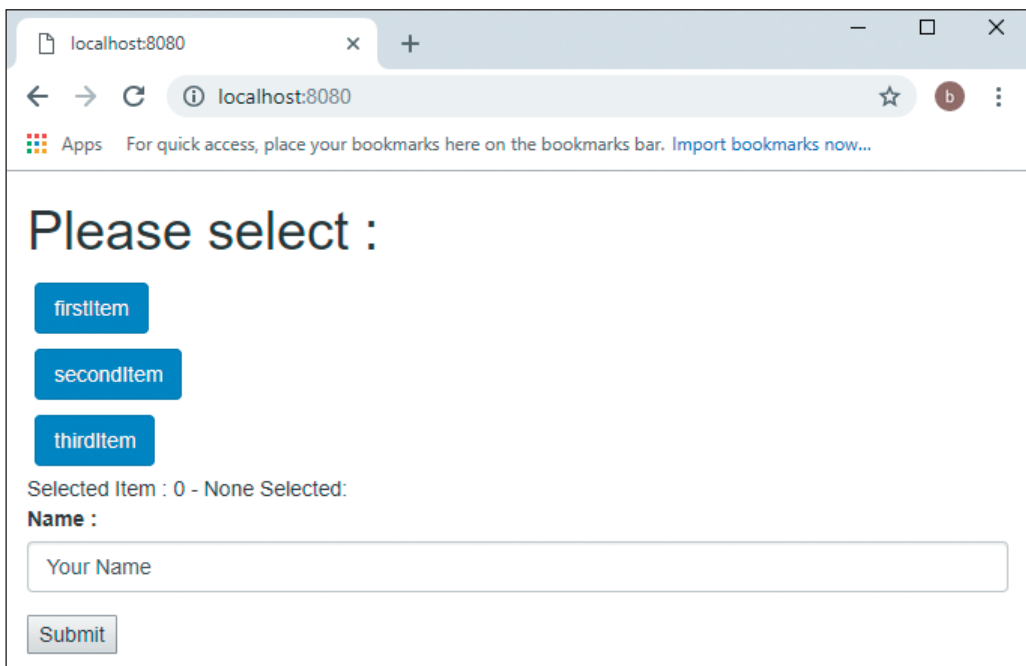 localhost:8080
localhost:8080
b
Apps For quick access, place your bookmarks here on the bookmarks bar. Import bookmarks now...
Please select :
firstItem
secondItem
thirdItem
Selected Item : 0 - None Selected:
Name :
Your Name
Submit